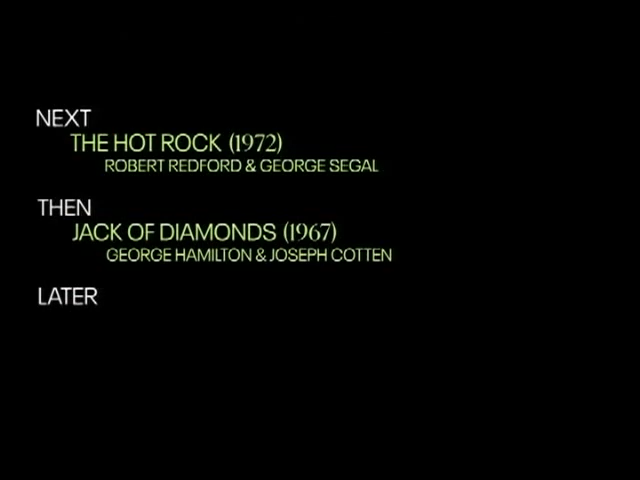 NEXT
THE HOT ROCK (1972)
ROBERT REDFORD & GEORGE SEGAL
THEN
JACK OF DIAMONDS (1967)
GEORGE HAMILTON & JOSEPH COTTEN
LATER